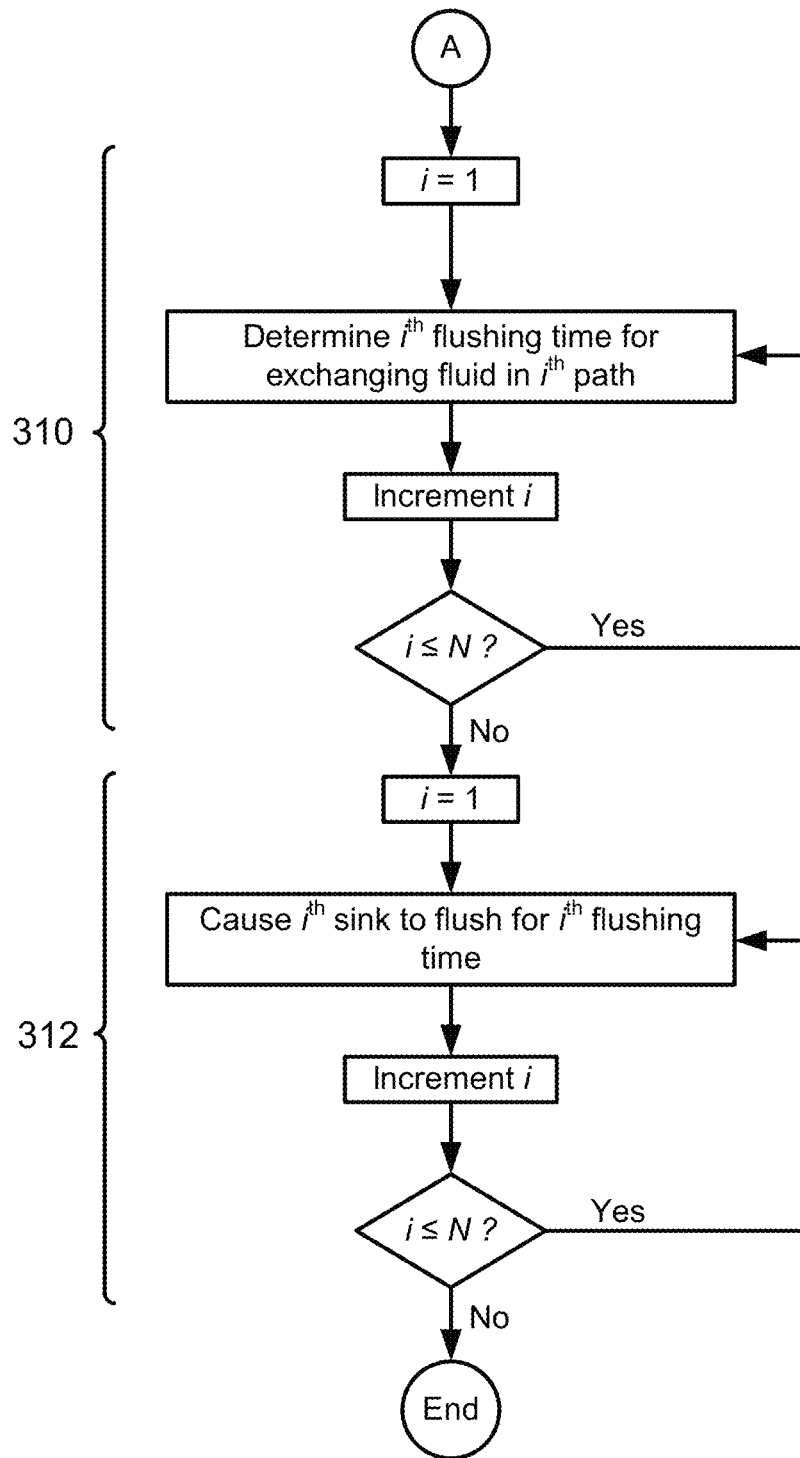 A
i = 1
Determine ith flushing time for
exchanging fluid in ith path
310
Increment i
i ≤ N ?
Yes
No
i = 1
Cause ith sink to flush for ith flushing
time
312
Increment i
i ≤ N ?
Yes
No
End